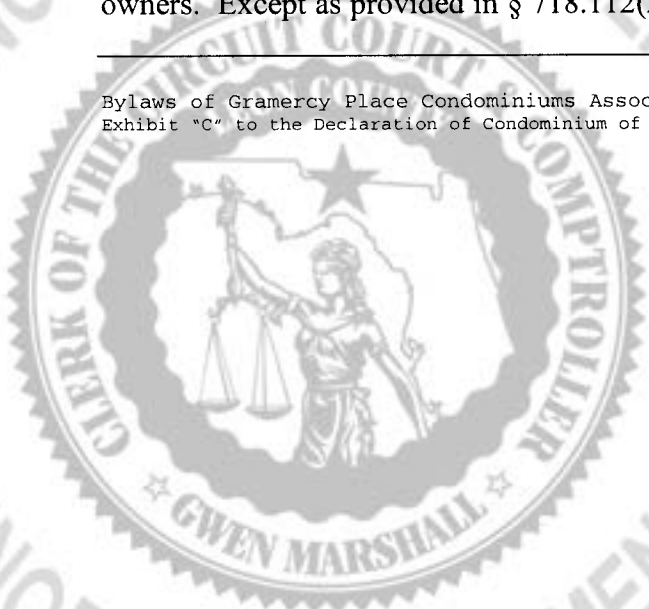 owners. Except as provided in § 718.112(
Bylaws of Gramercy Place Condominiums Assoc
Exhibit "C" to the Declaration of Condominium of
CLERK OF THE CIRCUIT COURT & COMPTROLLER
GWEN MARSHALL